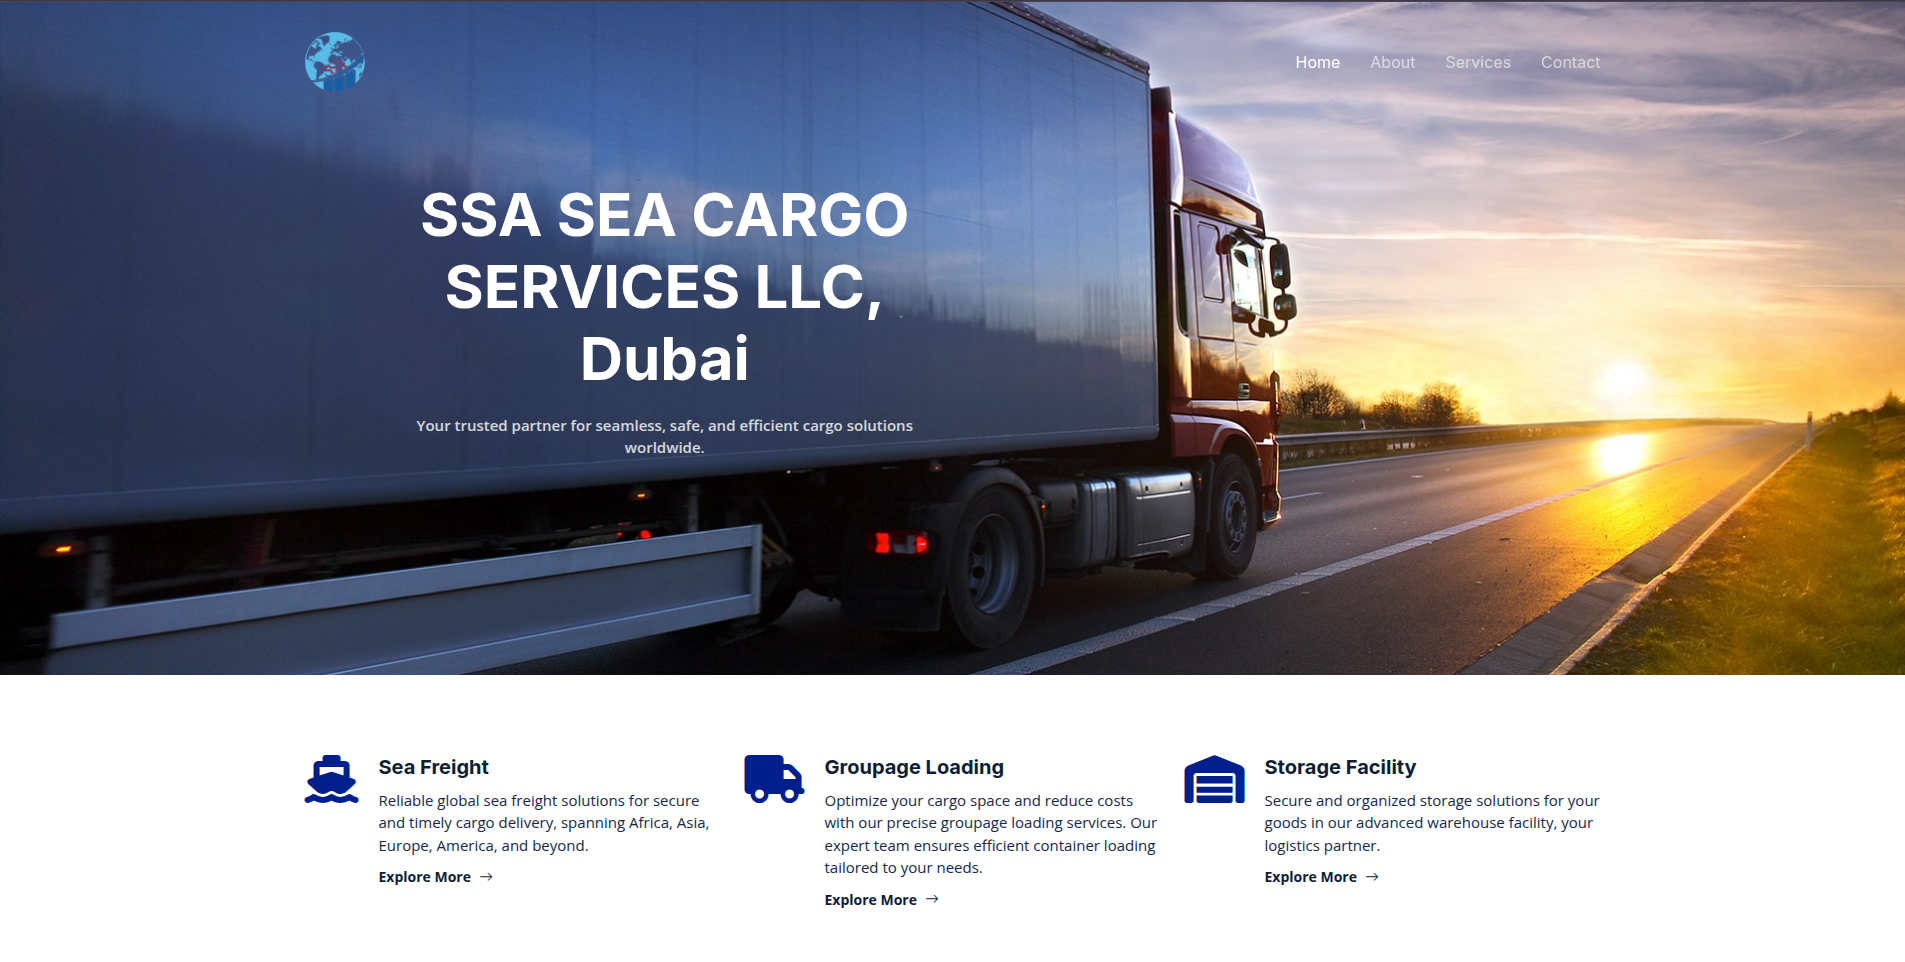 Home About Services Contact
SSA SEA CARGO
SERVICES LLC,
Dubai
Your trusted partner for seamless, safe, and efficient cargo solutions
worldwide.
Sea Freight
Reliable global sea freight solutions for secure
and timely cargo delivery, spanning Africa, Asia,
Europe, America, and beyond.
Explore More →
Groupage Loading
Optimize your cargo space and reduce costs
with our precise groupage loading services. Our
expert team ensures efficient container loading
tailored to your needs.
Explore More →
Storage Facility
Secure and organized storage solutions for your
goods in our advanced warehouse facility, your
logistics partner.
Explore More →